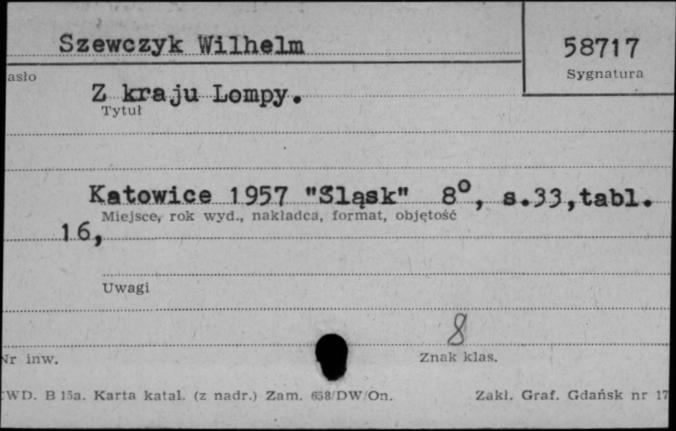 Szewczyk Wilhelm
58717
asło
Sygnatura
Z kraju Lompy.
Tytuł
Katowice 1957 "Śląsk" 8°, s.33,tabl.
Miejsce, rok wyd., nakładca, format, objętość
16,
Uwagi
8
Nr inw.
Znak klas.
WD. B 15a. Karta katal. (z nadr.) Zam. 658/DW/On.
Zakł. Graf. Gdańsk nr 17